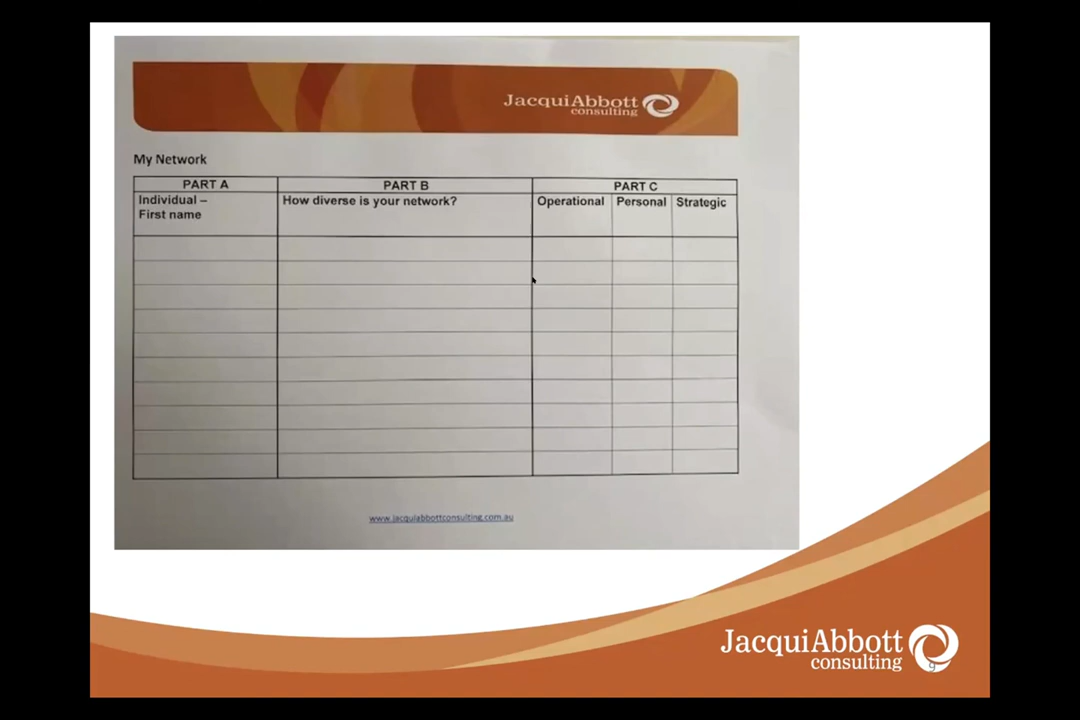 JacquiAbbott
consulting
My Network
PART A PART B PART C
Individual – How diverse is your network? Operational Personal Strategic
First name
www.jacquiabbottconsulting.com.au
JacquiAbbott
consulting
9